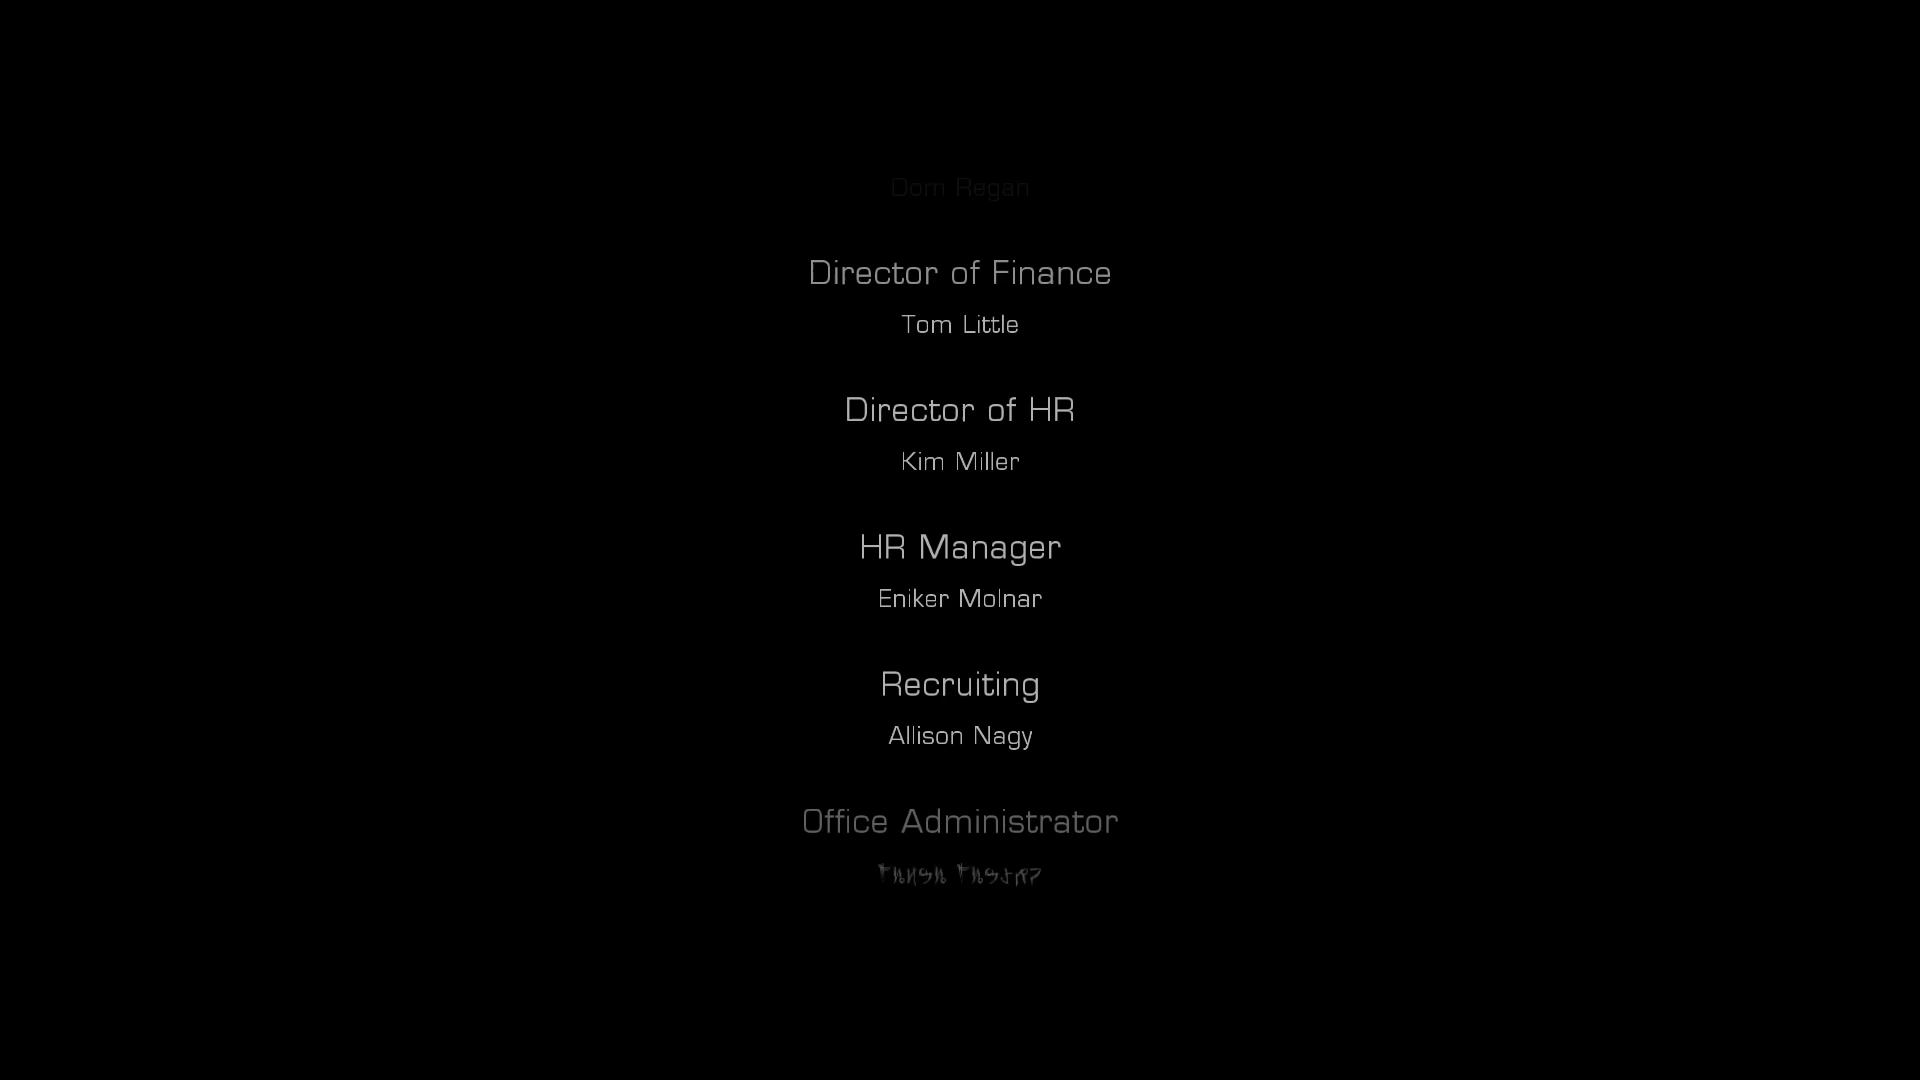 Dom Regan
Director of Finance
Tom Little
Director of HR
Kim Miller
HR Manager
Eniker Molnar
Recruiting
Allison Nagy
Office Administrator